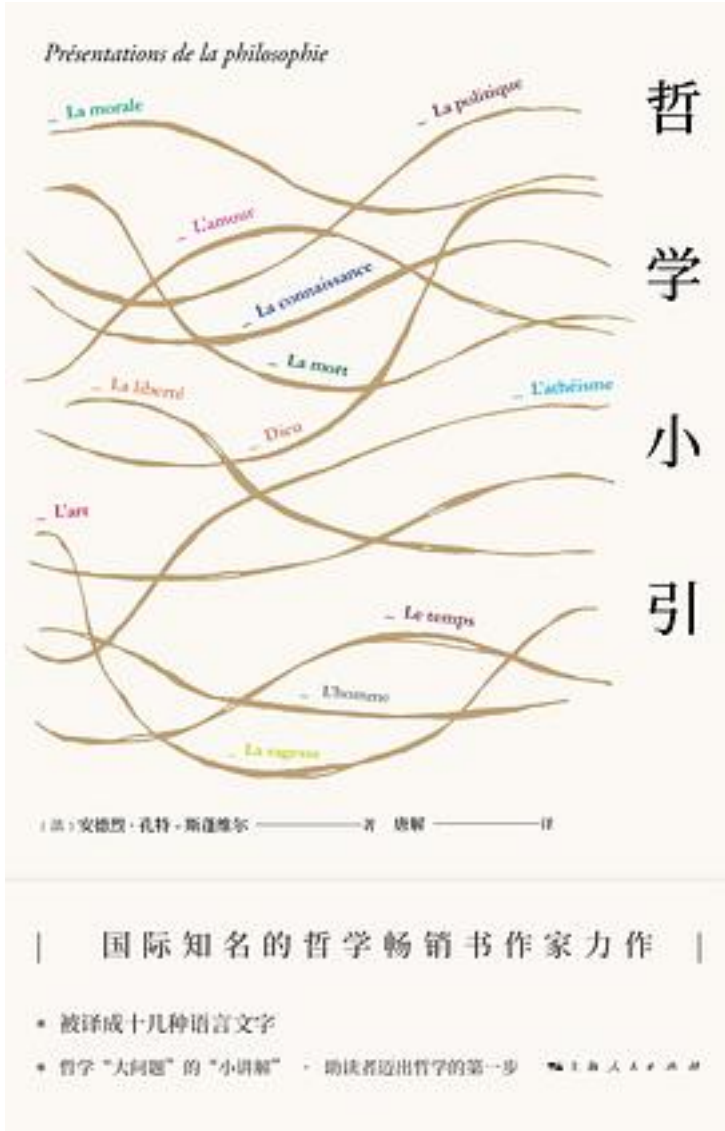 Présentations de la philosophie
哲学小引
La morale
La politique
L'amour
La connaissance
La mort
La liberté
L'athéisme
Dieu
L'art
Le temps
L'homme
La sagesse
（法）安德烈·孔特-斯蓬维尔 著 唐解 译
国际知名的哲学畅销书作家力作
被译成十几种语言文字
哲学“大问题”的“小讲解” · 助读者迈出哲学的第一步
上海人民出版社